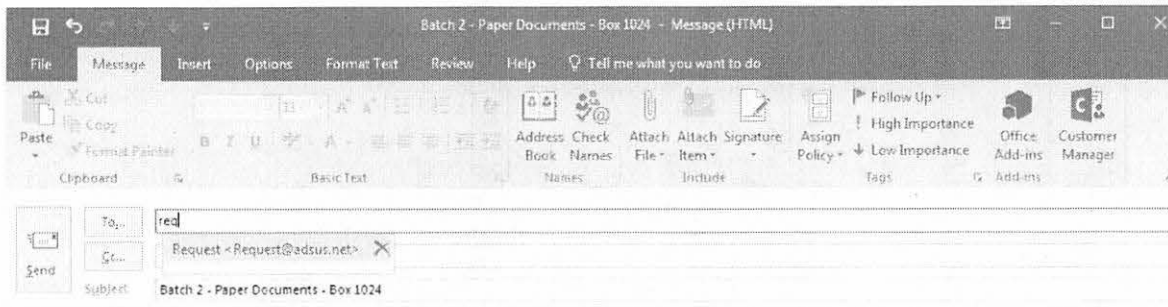 Batch 2 - Paper Documents - Box 1024 - Message (HTML)
File Message Insert Options Format Text Review Help Tell me what you want to do
Cut
Copy
Format Painter
Paste
Clipboard
11 A A
B I U A
Basic Text
Address Book
Check Names
Names
Attach File
Attach Item
Signature
Include
Assign Policy
Follow Up
! High Importance
Low Importance
Tags
Office Add-ins
Add-ins
Customer Manager
Send
To... req
Request <Request@adsus.net>
Cc...
Subject Batch 2 - Paper Documents - Box 1024